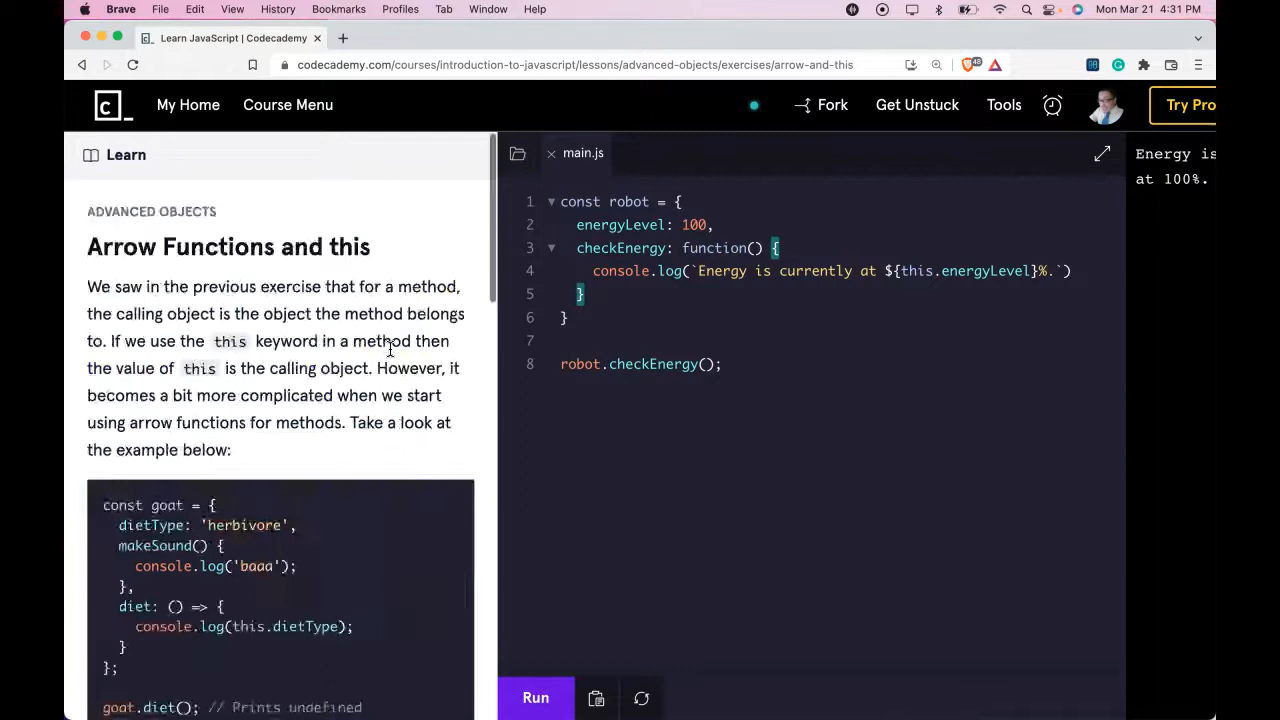 Brave File Edit View History Bookmarks Profiles Tab Window Help Mon Mar 21 4:31 PM
C_ Learn JavaScript | Codecademy
codecademy.com/courses/introduction-to-javascript/lessons/advanced-objects/exercises/arrow-and-this 48
C_ My Home Course Menu Fork Get Unstuck Tools Try Pro
Learn
ADVANCED OBJECTS
Arrow Functions and this
We saw in the previous exercise that for a method,
the calling object is the object the method belongs
to. If we use the this keyword in a method then
the value of this is the calling object. However, it
becomes a bit more complicated when we start
using arrow functions for methods. Take a look at
the example below:
const goat = {
dietType: 'herbivore',
makeSound() {
console.log('baaa');
},
diet: () => {
console.log(this.dietType);
}
};
goat.diet(); // Prints undefined
main.js
1 const robot = {
2 energyLevel: 100,
3 checkEnergy: function() {
4 console.log(`Energy is currently at ${this.energyLevel}%.`)
5 }
6 }
7
8 robot.checkEnergy();
Run
Energy is
at 100%.